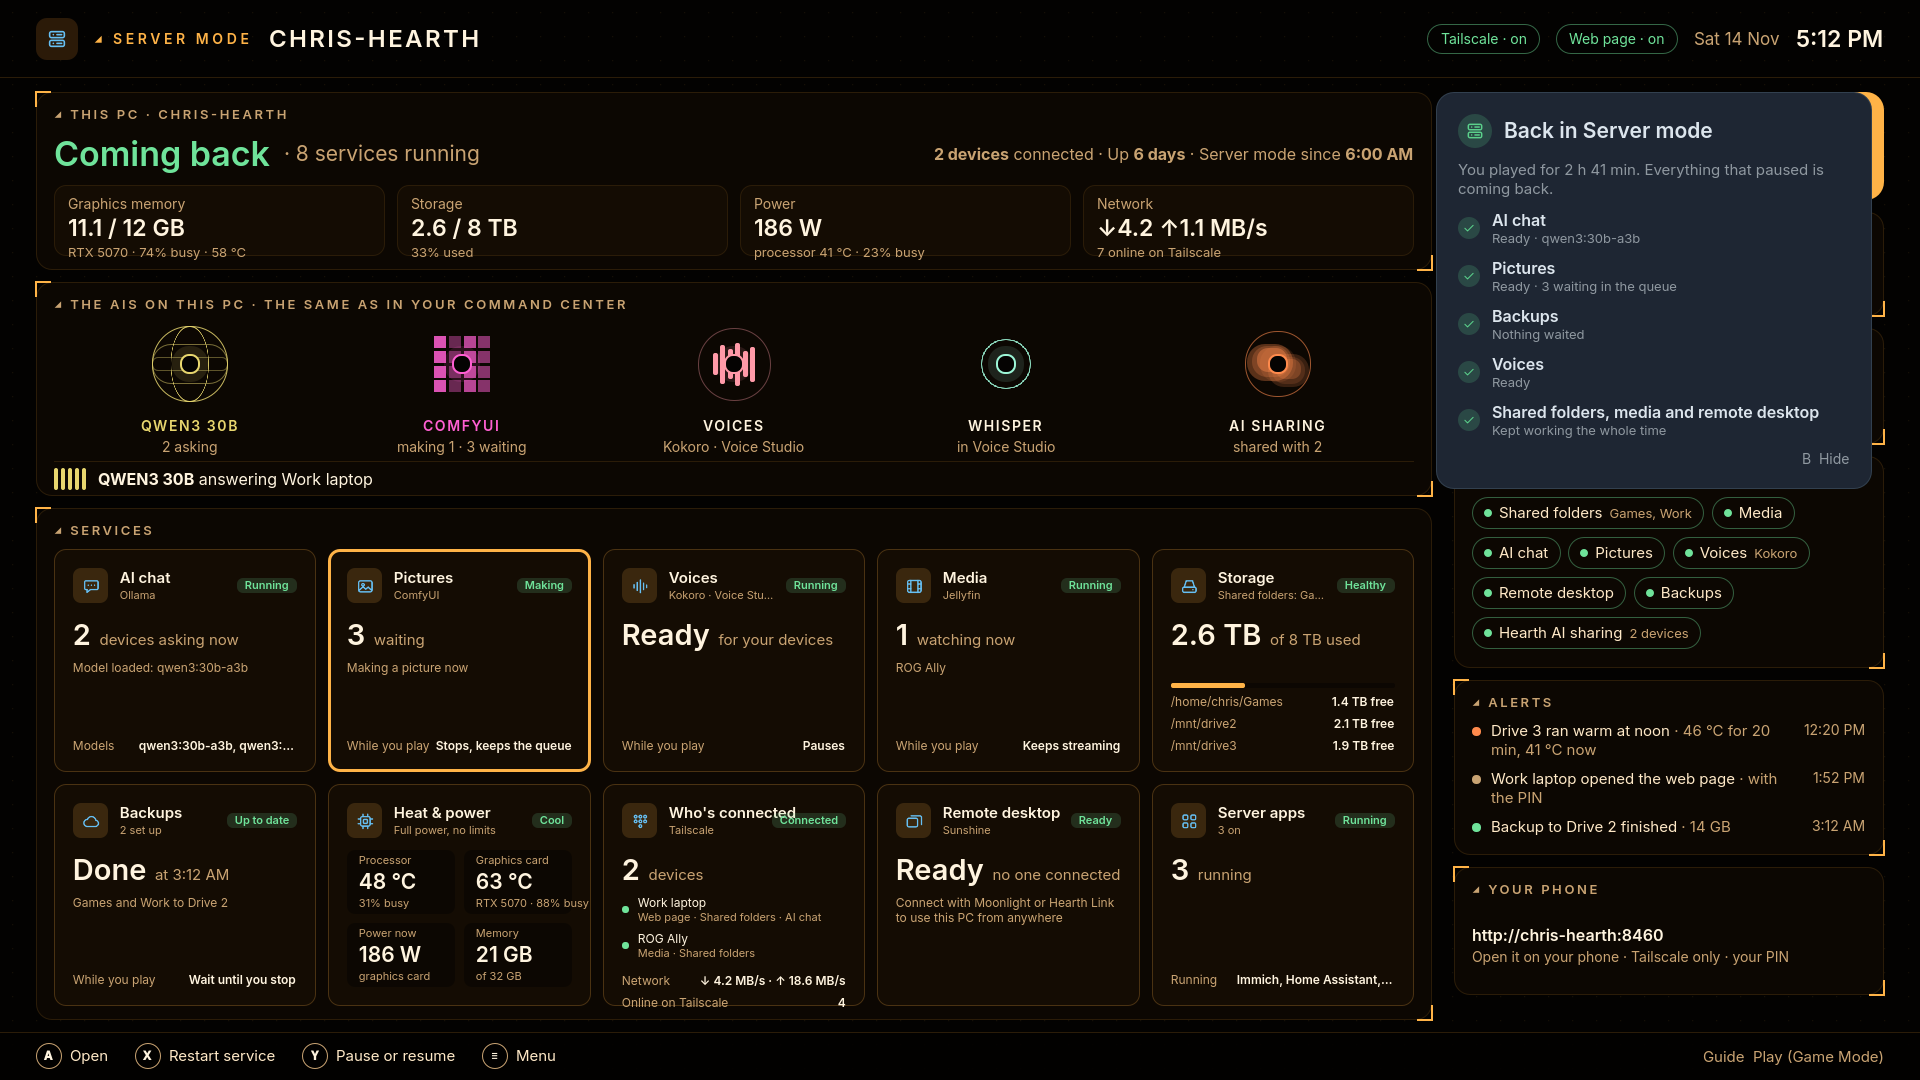 SERVER MODE CHRIS-HEARTH
Tailscale · on
Web page · on
Sat 14 Nov
5:12 PM
THIS PC · CHRIS-HEARTH
Coming back · 8 services running
2 devices connected · Up 6 days · Server mode since 6:00 AM
Graphics memory
11.1 / 12 GB
RTX 5070 · 74% busy · 58 °C
Storage
2.6 / 8 TB
33% used
Power
186 W
processor 41 °C · 23% busy
Network
↓4.2 ↑1.1 MB/s
7 online on Tailscale
THE AIS ON THIS PC · THE SAME AS IN YOUR COMMAND CENTER
QWEN3 30B
2 asking
COMFYUI
making 1 · 3 waiting
VOICES
Kokoro · Voice Studio
WHISPER
in Voice Studio
AI SHARING
shared with 2
QWEN3 30B answering Work laptop
SERVICES
AI chat
Ollama
Running
2 devices asking now
Model loaded: qwen3:30b-a3b
Models qwen3:30b-a3b, qwen3:...
Pictures
ComfyUI
Making
3 waiting
Making a picture now
While you play Stops, keeps the queue
Voices
Kokoro · Voice Stu...
Running
Ready for your devices
While you play Pauses
Media
Jellyfin
Running
1 watching now
ROG Ally
While you play Keeps streaming
Storage
Shared folders: Ga...
Healthy
2.6 TB of 8 TB used
/home/chris/Games 1.4 TB free
/mnt/drive2 2.1 TB free
/mnt/drive3 1.9 TB free
Backups
2 set up
Up to date
Done at 3:12 AM
Games and Work to Drive 2
While you play Wait until you stop
Heat & power
Full power, no limits
Cool
Processor
48 °C
31% busy
Graphics card
63 °C
RTX 5070 · 88% busy
Power now
186 W
graphics card
Memory
21 GB
of 32 GB
Who's connected
Tailscale
Connected
2 devices
Work laptop
Web page · Shared folders · AI chat
ROG Ally
Media · Shared folders
Network ↓ 4.2 MB/s · ↑ 18.6 MB/s
Online on Tailscale 4
Remote desktop
Sunshine
Ready
Ready no one connected
Connect with Moonlight or Hearth Link
to use this PC from anywhere
Server apps
3 on
Running
3 running
Running Immich, Home Assistant,...
Back in Server mode
You played for 2 h 41 min. Everything that paused is
coming back.
AI chat
Ready · qwen3:30b-a3b
Pictures
Ready · 3 waiting in the queue
Backups
Nothing waited
Voices
Ready
Shared folders, media and remote desktop
Kept working the whole time
B Hide
Shared folders Games, Work
Media
AI chat
Pictures
Voices Kokoro
Remote desktop
Backups
Hearth AI sharing 2 devices
ALERTS
Drive 3 ran warm at noon · 46 °C for 20 12:20 PM
min, 41 °C now
Work laptop opened the web page · with 1:52 PM
the PIN
Backup to Drive 2 finished · 14 GB 3:12 AM
YOUR PHONE
http://chris-hearth:8460
Open it on your phone · Tailscale only · your PIN
A Open
X Restart service
Y Pause or resume
≡ Menu
Guide Play (Game Mode)